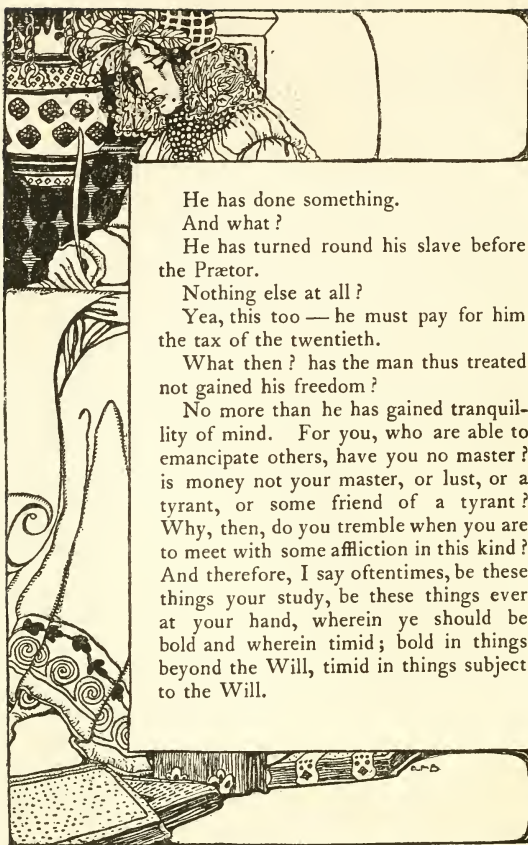 He has done something.
And what ?
He has turned round his slave before
the Prætor.
Nothing else at all ?
Yea, this too — he must pay for him
the tax of the twentieth.
What then ? has the man thus treated
not gained his freedom ?
No more than he has gained tranquil-
lity of mind. For you, who are able to
emancipate others, have you no master ?
is money not your master, or lust, or a
tyrant, or some friend of a tyrant ?
Why, then, do you tremble when you are
to meet with some affliction in this kind ?
And therefore, I say oftentimes, be these
things your study, be these things ever
at your hand, wherein ye should be
bold and wherein timid ; bold in things
beyond the Will, timid in things subject
to the Will.